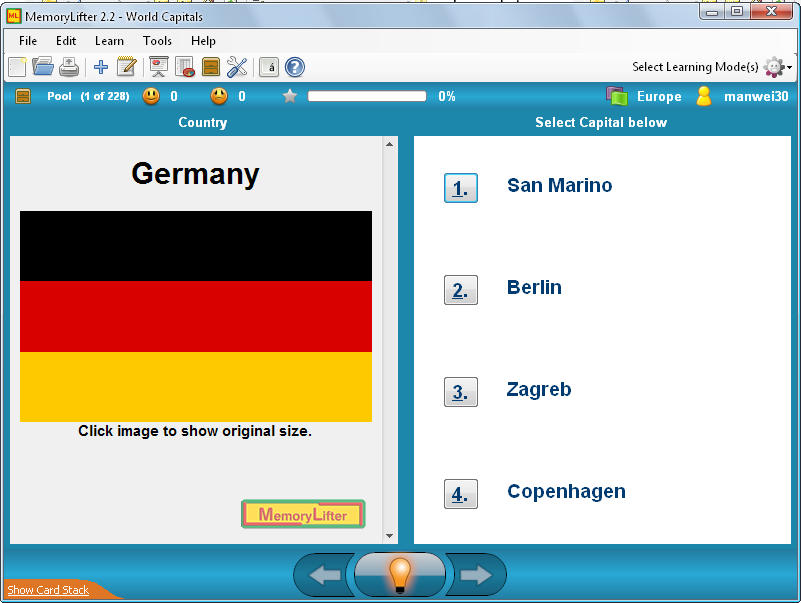 MemoryLifter 2.2 - World Capitals
File Edit Learn Tools Help
Select Learning Mode(s)
Pool (1 of 228) 0 0 0% Europe manwei30
Country
Select Capital below
Germany
Click image to show original size.
MemoryLifter
1. San Marino
2. Berlin
3. Zagreb
4. Copenhagen
Show Card Stack